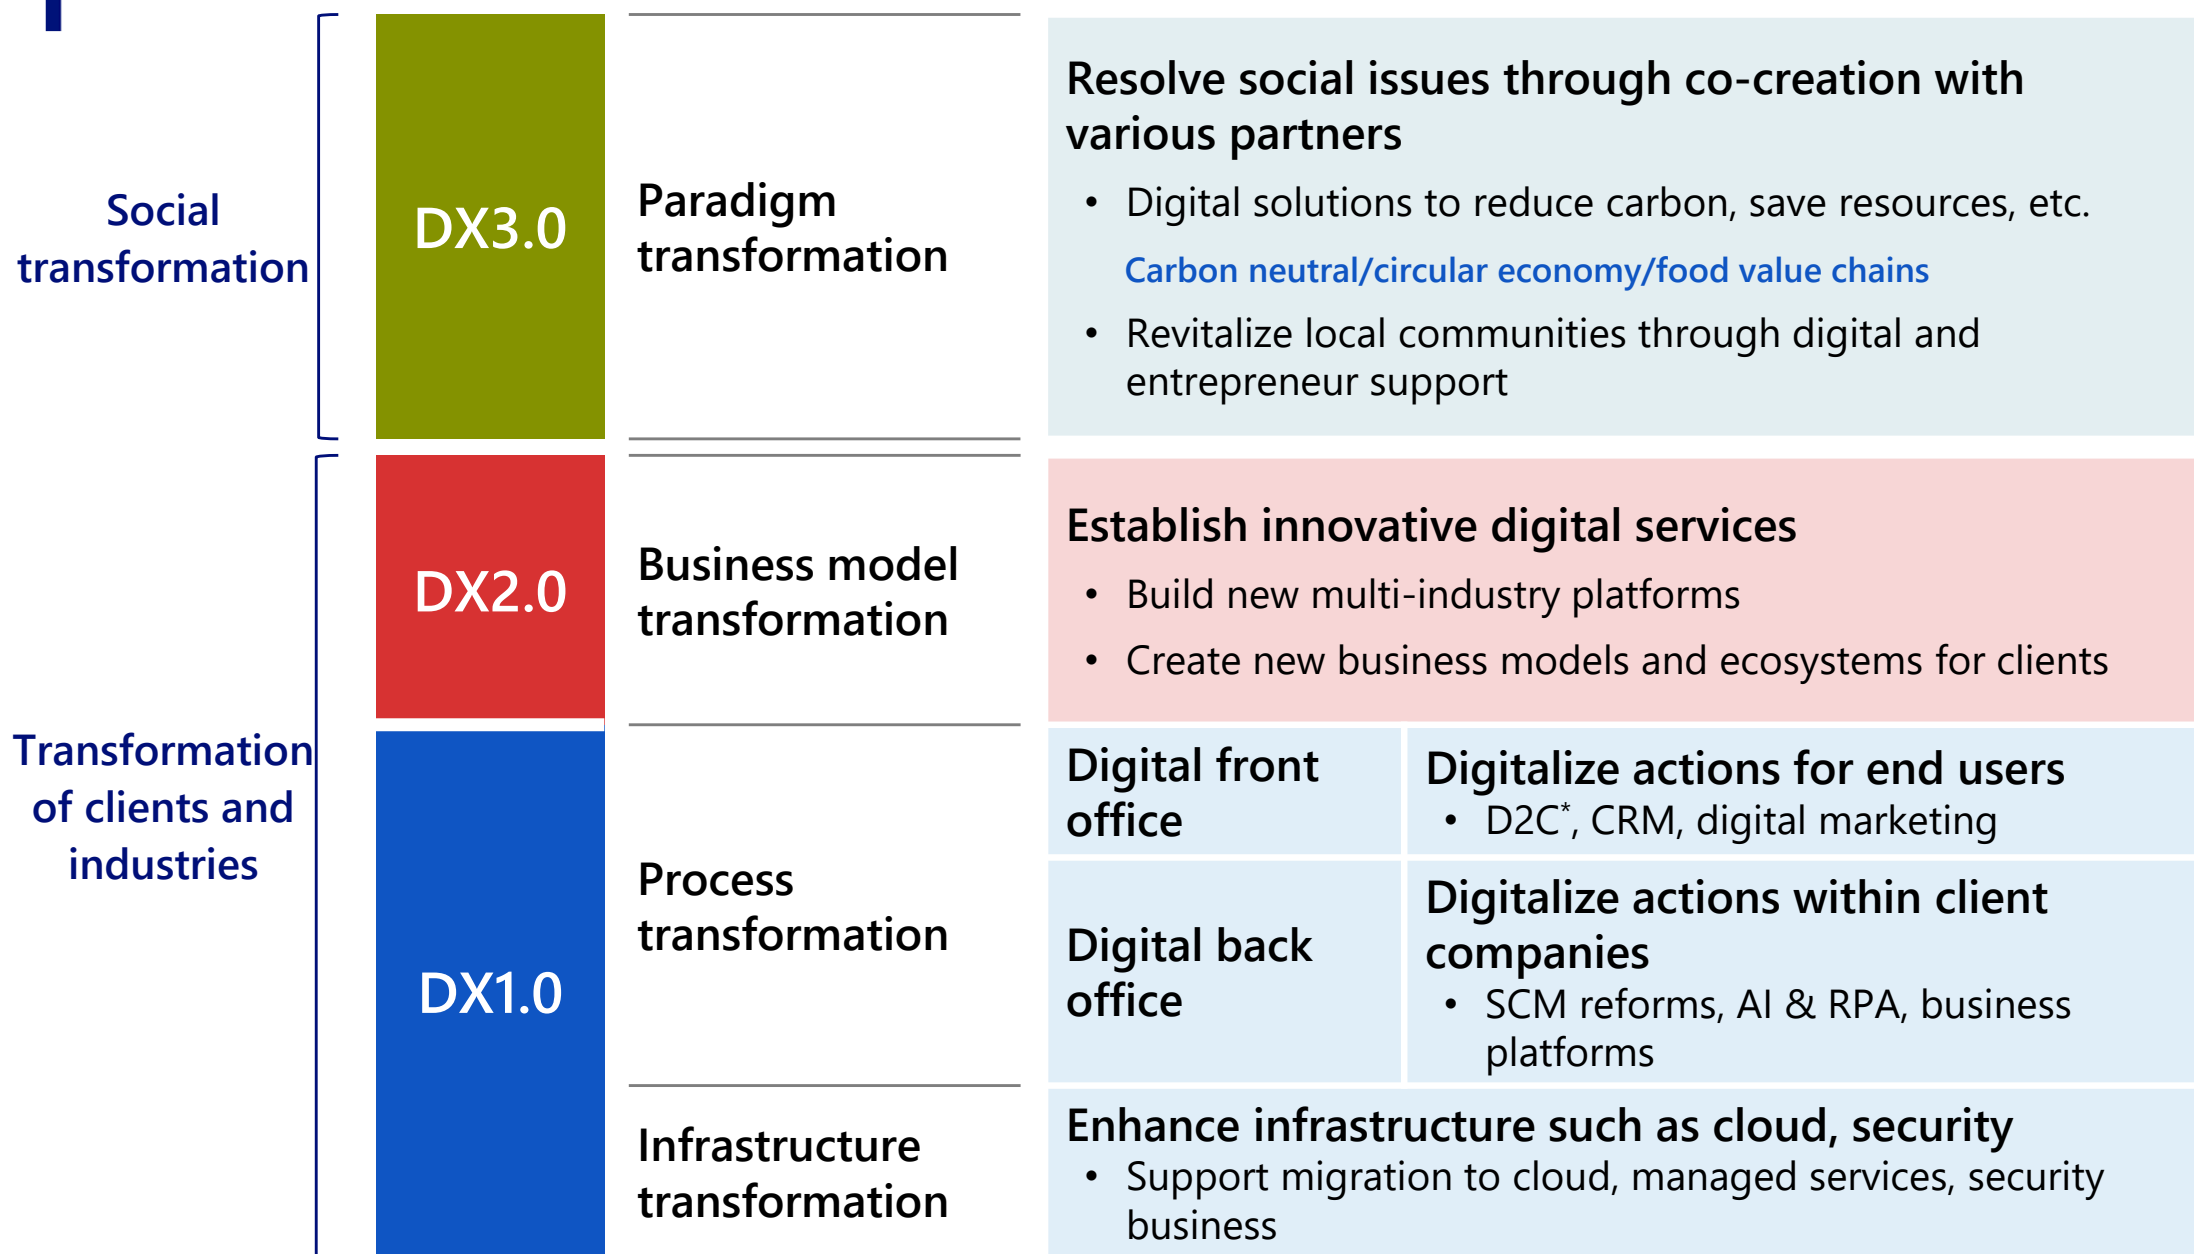 Social
transformation
DX3.0
Paradigm
transformation
Resolve social issues through co-creation with
various partners
• Digital solutions to reduce carbon, save resources, etc.
Carbon neutral/circular economy/food value chains
• Revitalize local communities through digital and
entrepreneur support
Transformation
of clients and
industries
DX2.0
Business model
transformation
Establish innovative digital services
• Build new multi-industry platforms
• Create new business models and ecosystems for clients
DX1.0
Process
transformation
Digital front
office
Digitalize actions for end users
• D2C*, CRM, digital marketing
Digital back
office
Digitalize actions within client
companies
• SCM reforms, AI & RPA, business
platforms
Infrastructure
transformation
Enhance infrastructure such as cloud, security
• Support migration to cloud, managed services, security
business